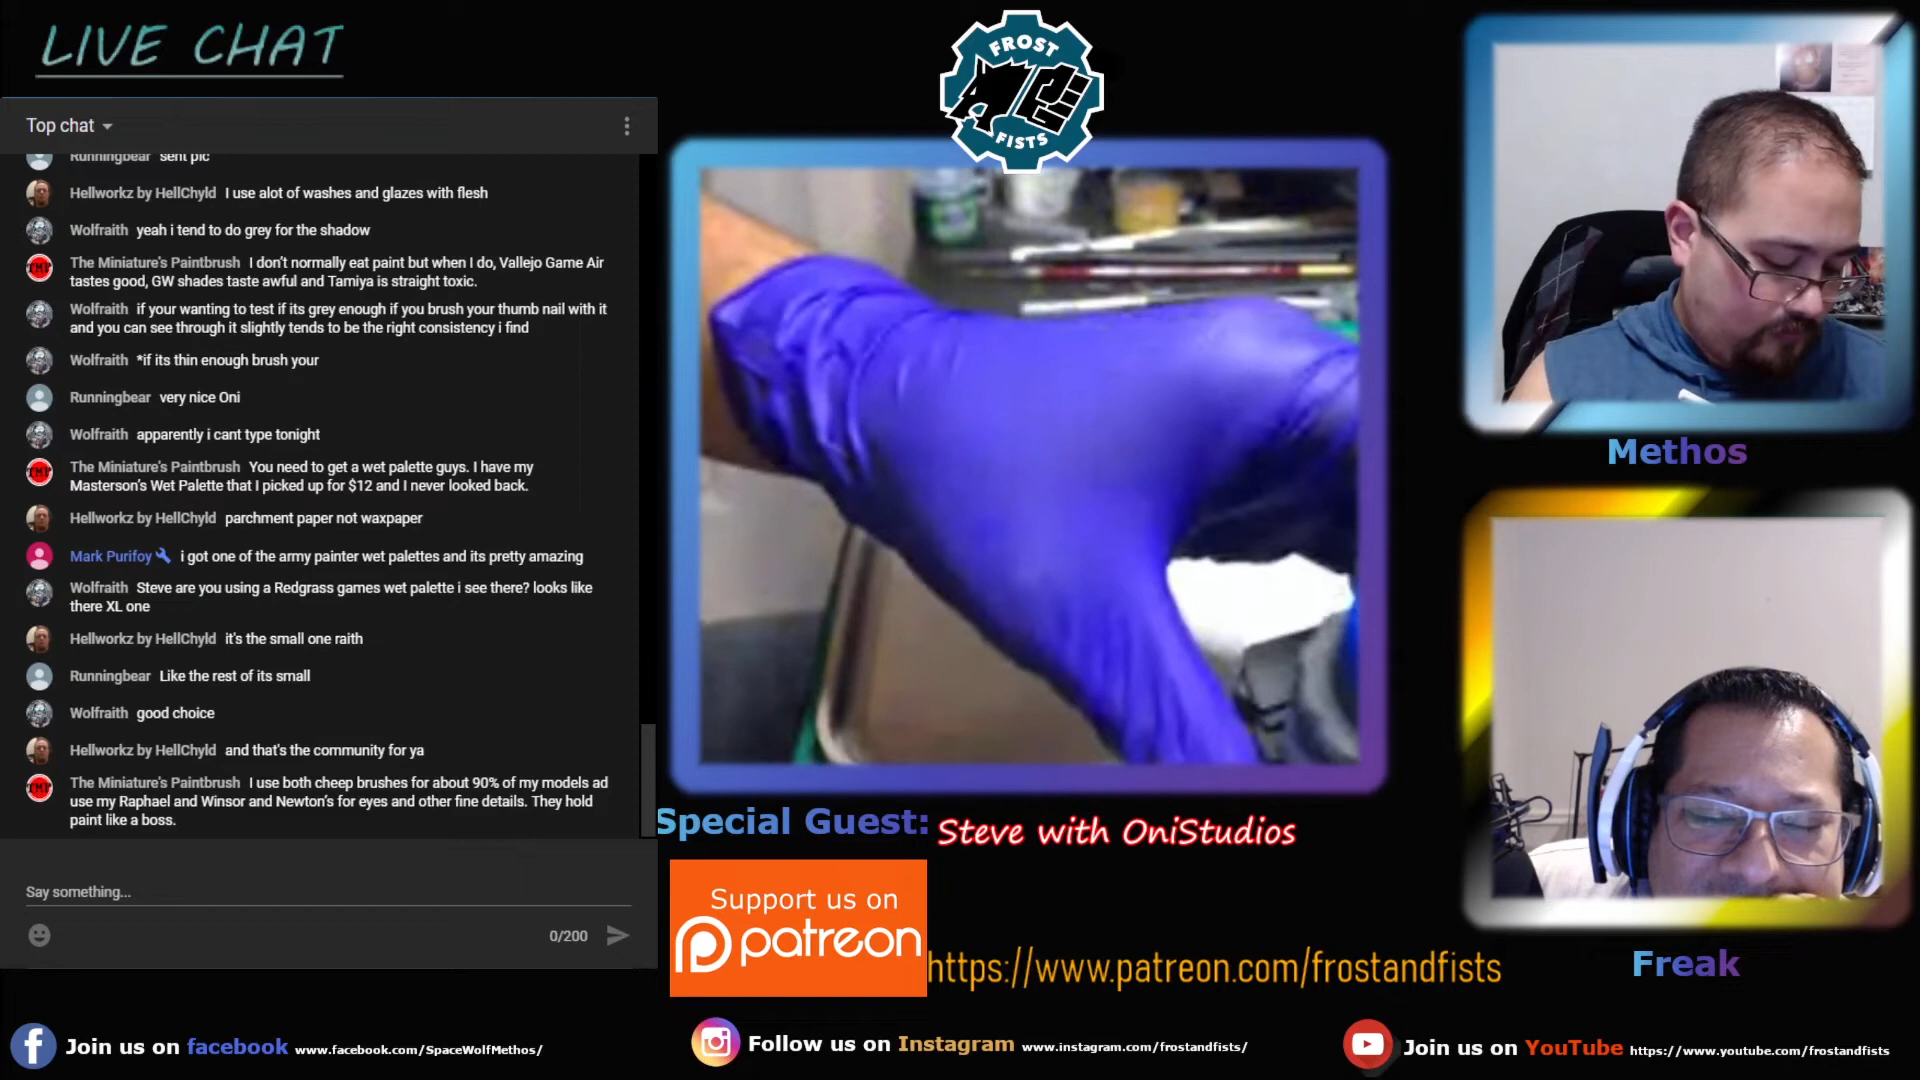 LIVE CHAT
Top chat
Runningbear sent pic
Hellworkz by HellChyld I use alot of washes and glazes with flesh
Wolfraith yeah i tend to do grey for the shadow
The Miniature's Paintbrush I don't normally eat paint but when I do, Vallejo Game Air
tastes good, GW shades taste awful and Tamiya is straight toxic.
Wolfraith if your wanting to test if its grey enough if you brush your thumb nail with it
and you can see through it slightly tends to be the right consistency i find
Wolfraith *if its thin enough brush your
Runningbear very nice Oni
Wolfraith apparently i cant type tonight
TMP
The Miniature's Paintbrush You need to get a wet palette guys. I have my
Masterson's Wet Palette that I picked up for $12 and I never looked back.
Hellworkz by HellChyld parchment paper not waxpaper
Mark Purifoy i got one of the army painter wet palettes and its pretty amazing
Wolfraith Steve are you using a Redgrass games wet palette i see there? looks like
there XL one
Hellworkz by HellChyld it's the small one raith
Runningbear Like the rest of its small
Wolfraith good choice
Hellworkz by HellChyld and that's the community for ya
The Miniature's Paintbrush I use both cheep brushes for about 90% of my models ad
use my Raphael and Winsor and Newton's for eyes and other fine details. They hold
paint like a boss.
Say something...
0/200
FROST
FISTS
Special Guest: Steve with OniStudios
Support us on
patreon
https://www.patreon.com/frostandfists
Methos
Freak
Join us on facebook www.facebook.com/SpaceWolfMethos/
Follow us on Instagram www.instagram.com/frostandfists/
Join us on YouTube https://www.youtube.com/frostandfists